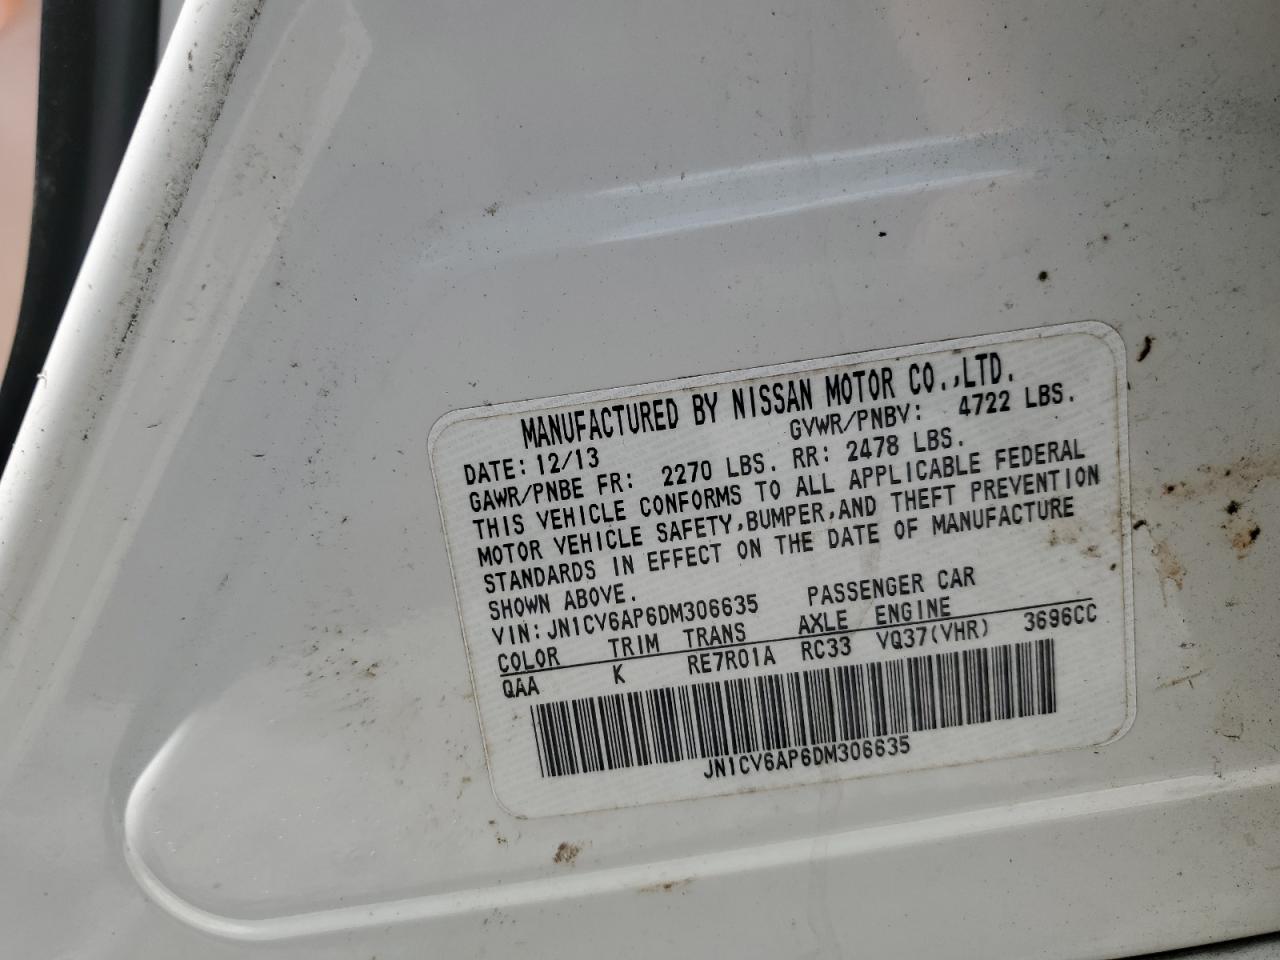 MANUFACTURED BY NISSAN MOTOR CO.,LTD.
DATE: 12/13 GVWR/PNBV: 4722 LBS.
GAWR/PNBE FR: 2270 LBS. RR: 2478 LBS.
THIS VEHICLE CONFORMS TO ALL APPLICABLE FEDERAL
MOTOR VEHICLE SAFETY,BUMPER,AND THEFT PREVENTION
STANDARDS IN EFFECT ON THE DATE OF MANUFACTURE
SHOWN ABOVE.
VIN: JN1CV6AP6DM306635 PASSENGER CAR
COLOR TRIM TRANS AXLE ENGINE
QAA K RE7R01A RC33 VQ37(VHR) 3696CC
JN1CV6AP6DM306635